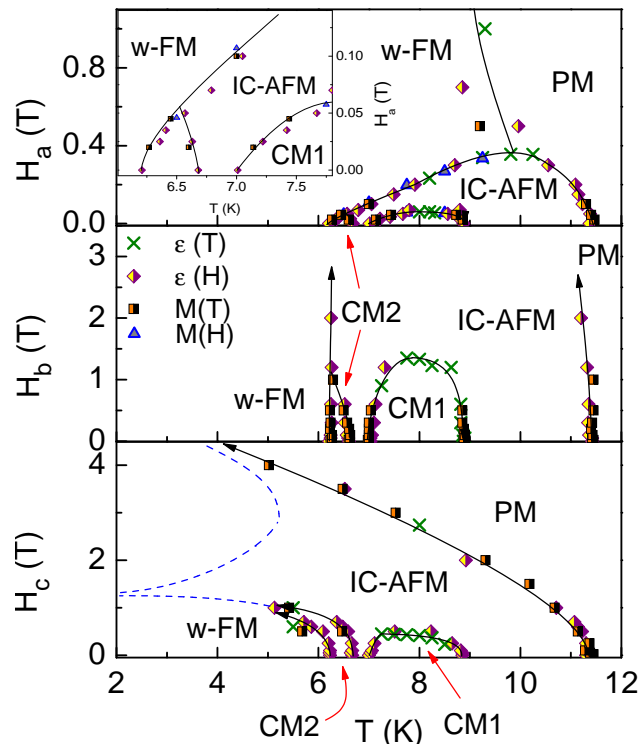 w-FM
IC-AFM
CM1
0.10
0.05
0.00
H_a (T)
6.5 7.0 7.5
T (K)
w-FM
PM
IC-AFM
0.8
0.4
0.0
H_a (T)
ε (T)
ε (H)
M(T)
M(H)
CM2
PM
IC-AFM
w-FM
CM1
3
2
1
0
H_b (T)
PM
IC-AFM
w-FM
4
2
0
H_c (T)
2 4 6 8 10 12
CM2
T (K)
CM1